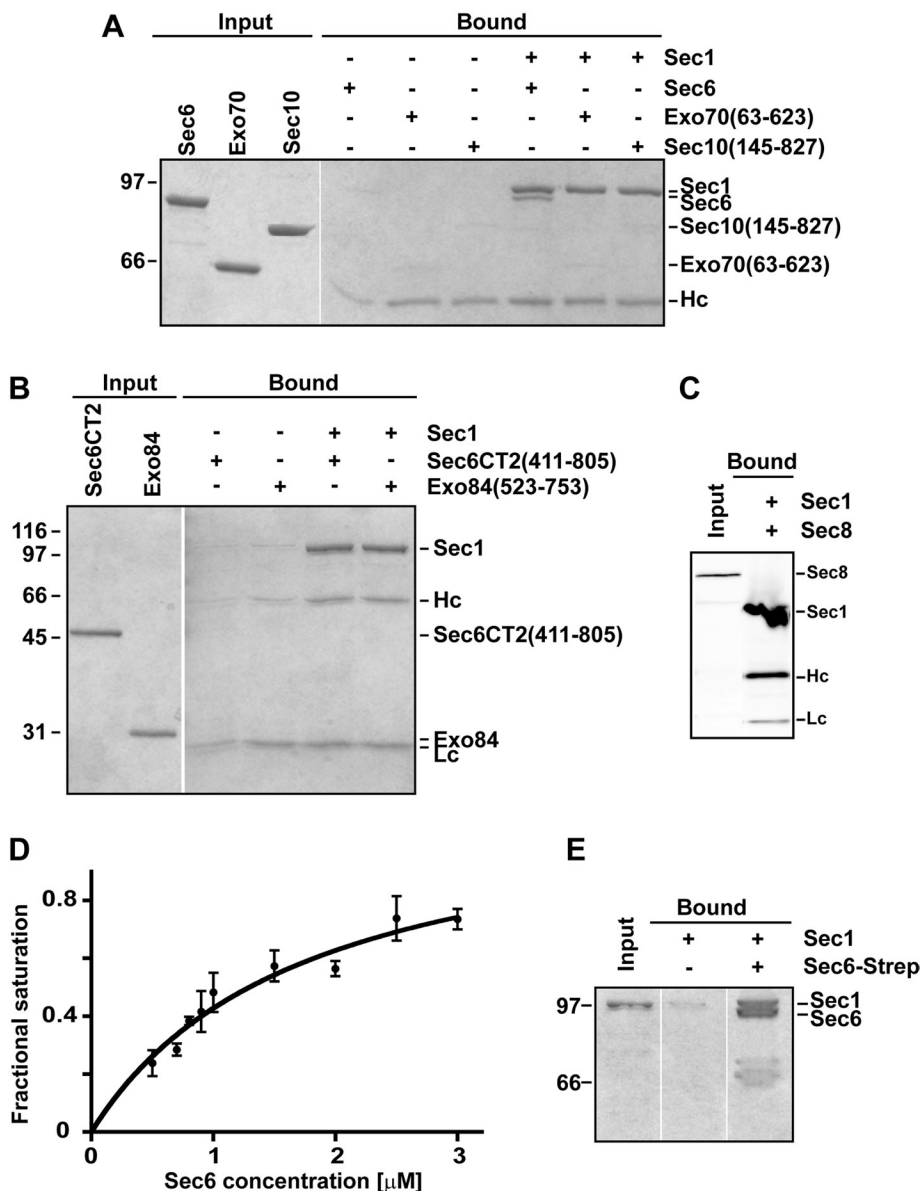 A
Input
Bound
Sec6
Exo70
Sec10
- - - + + + Sec1
+ - - + - - Sec6
- + - - + - Exo70(63-623)
- - + - - + Sec10(145-827)
97
66
Sec1
Sec6
Sec10(145-827)
Exo70(63-623)
Hc
B
Input
Bound
Sec6CT2
Exo84
- - + + Sec1
+ - + - Sec6CT2(411-805)
- + - + Exo84(523-753)
116
97
66
45
31
Sec1
Hc
Sec6CT2(411-805)
Exo84
Lc
C
Input
Bound
+ Sec1
+ Sec8
Sec8
Sec1
Hc
Lc
D
Fractional saturation
0.8
0.4
0
0 1 2 3
Sec6 concentration [µM]
E
Input
Bound
+ + Sec1
- + Sec6-Strep
97
66
Sec1
Sec6